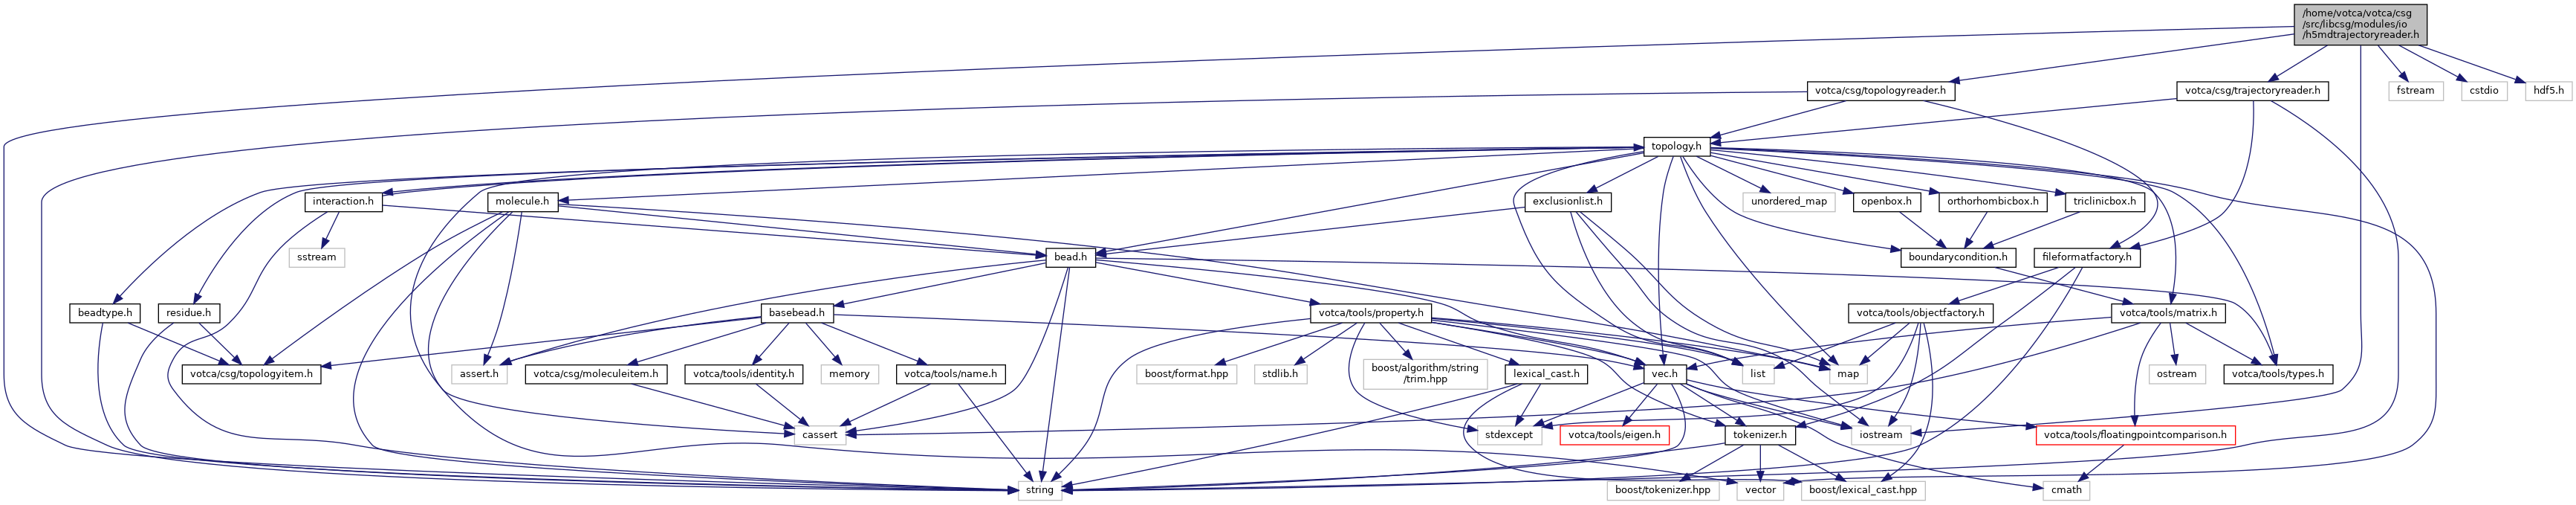 /home/votca/votca/csg
/src/libcsg/modules/io
/h5mdtrajectoryreader.h
votca/csg/topologyreader.h
votca/csg/trajectoryreader.h
fstream
cstdio
hdf5.h
topology.h
interaction.h
molecule.h
exclusionlist.h
unordered_map
openbox.h
orthorhombicbox.h
triclinicbox.h
sstream
bead.h
boundarycondition.h
fileformatfactory.h
beadtype.h
residue.h
basebead.h
votca/tools/property.h
votca/tools/objectfactory.h
votca/tools/matrix.h
votca/csg/topologyitem.h
assert.h
votca/csg/moleculeitem.h
votca/tools/identity.h
memory
votca/tools/name.h
boost/format.hpp
stdlib.h
boost/algorithm/string
/trim.hpp
lexical_cast.h
vec.h
list
map
ostream
votca/tools/types.h
cassert
stdexcept
votca/tools/eigen.h
tokenizer.h
iostream
votca/tools/floatingpointcomparison.h
string
boost/tokenizer.hpp
vector
boost/lexical_cast.hpp
cmath